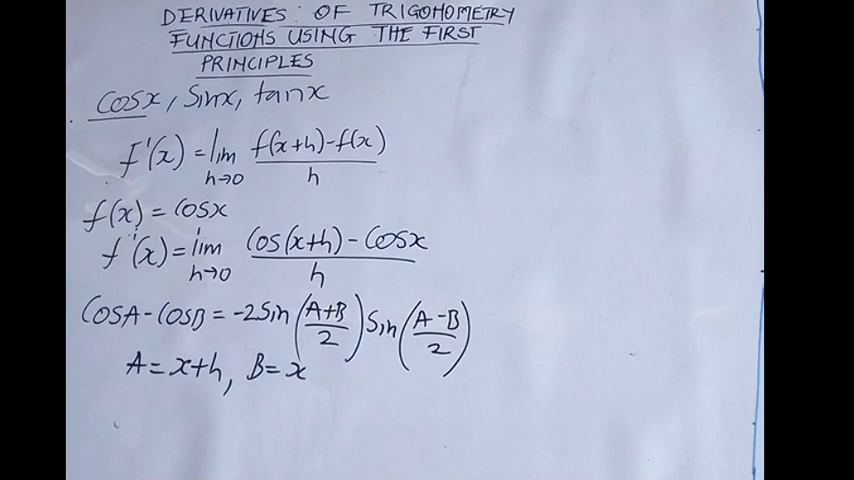 DERIVATIVES: OF TRIGONOMETRY
FUNCTIONS USING THE FIRST
PRINCIPLES
Cosx, Sinx, tanx
F'(x) = lim h→0 f(x+h)-f(x) / h
f(x) = Cosx
f'(x) = lim h→0 Cos(x+h) - Cosx / h
CosA - CosB = -2Sin(A+B / 2) Sin(A-B / 2)
A = x+h, B = x